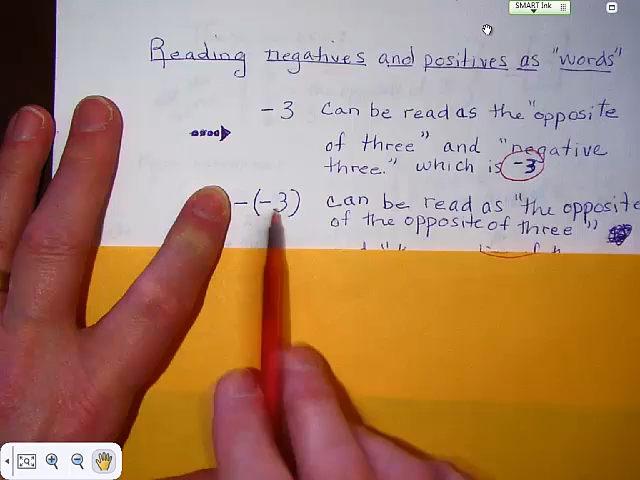 SMART Ink
Reading negatives and positives as "words"
-3 can be read as the "opposite
of three" and "negative
three." which is -3
-(-3) can be read as "the opposite
of the opposite of three"